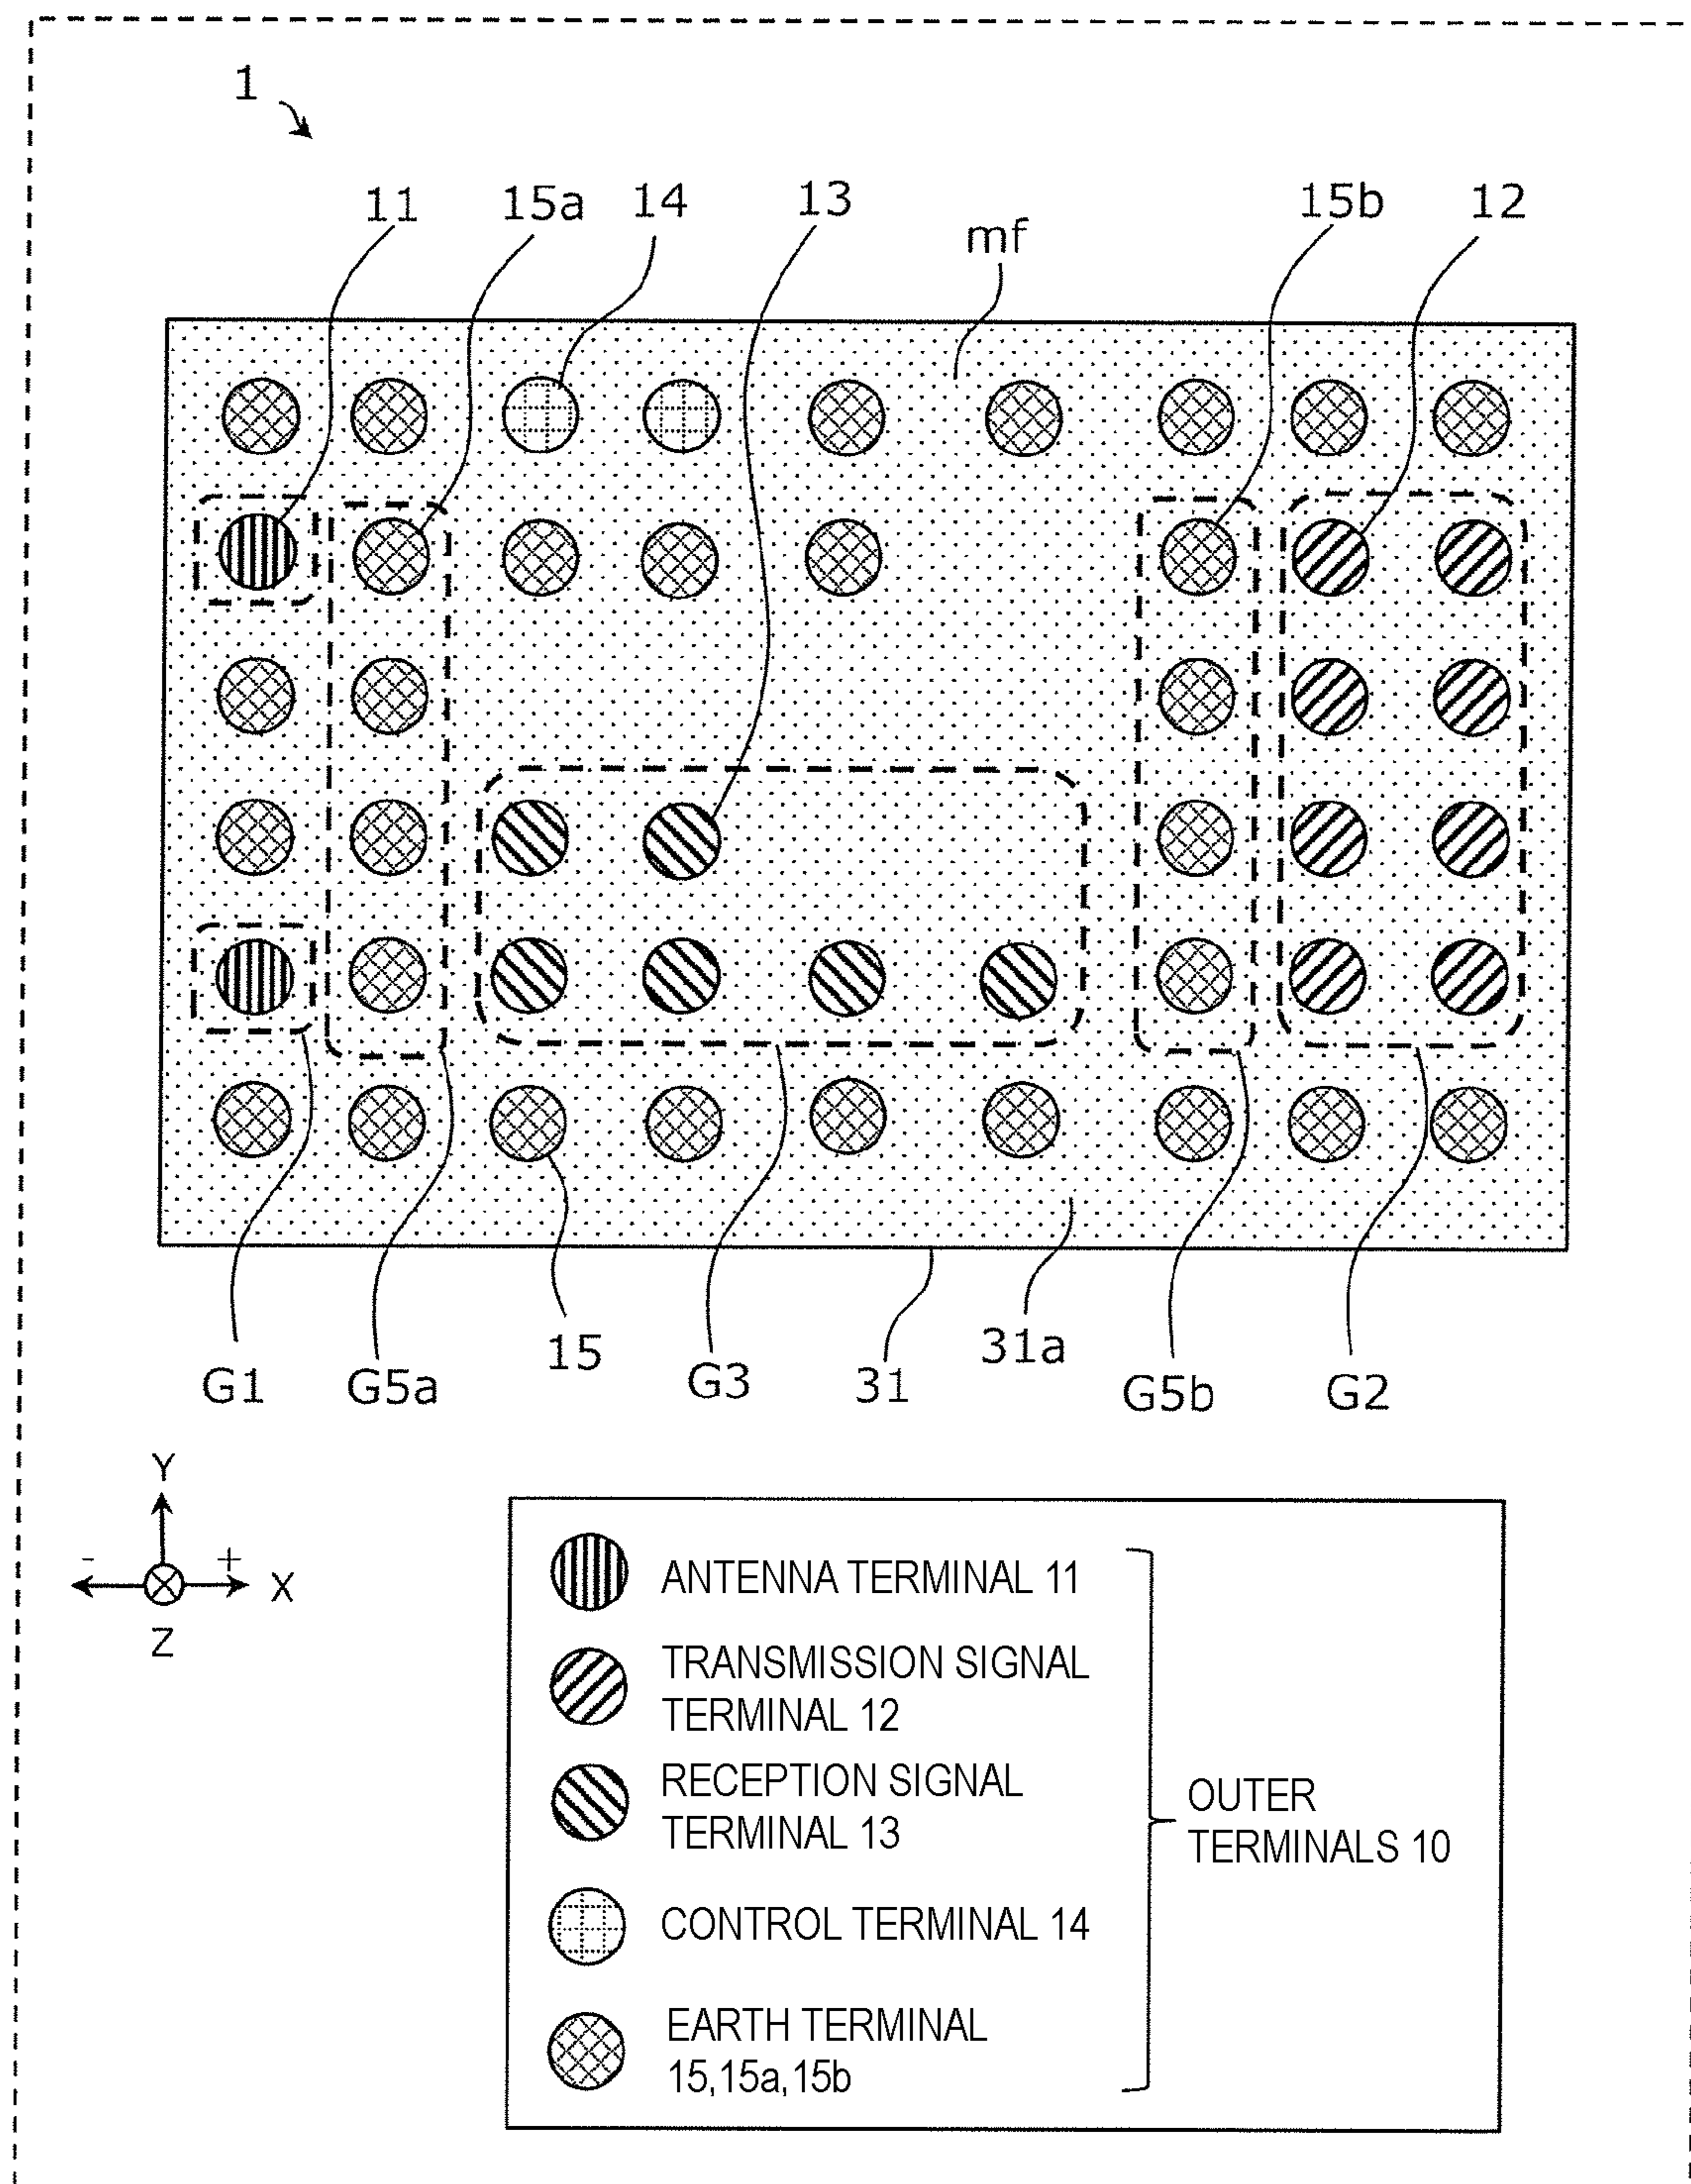 1
11
15a
14
13
mf
15b
12
G1
G5a
15
G3
31
31a
G5b
G2
Y
- + X
Z
ANTENNA TERMINAL 11
TRANSMISSION SIGNAL
TERMINAL 12
RECEPTION SIGNAL
TERMINAL 13
CONTROL TERMINAL 14
EARTH TERMINAL
15,15a,15b
OUTER
TERMINALS 10